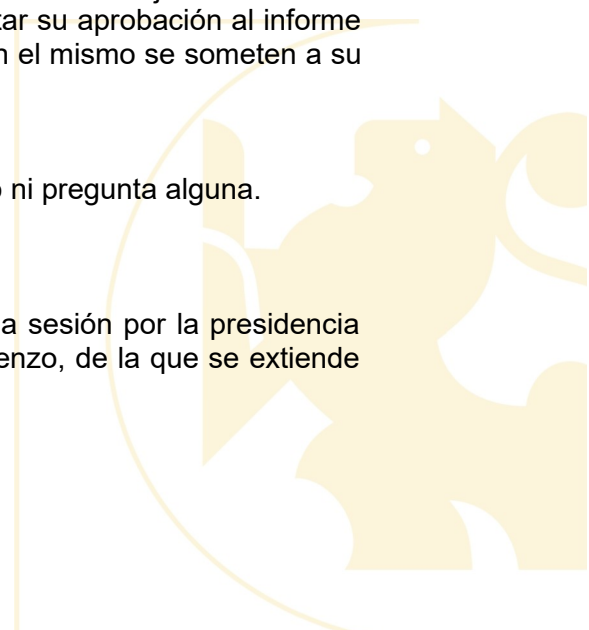 tar su aprobación al informe
n el mismo se someten a su
ni pregunta alguna.
a sesión por la presidencia
enzo, de la que se extiende